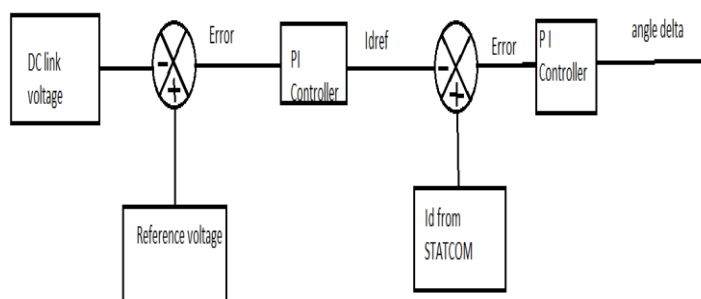 DC link
voltage
-
+
Error
PI
Controller
Idref
-
+
Error
P I
Controller
angle delta
Reference voltage
Id from
STATCOM